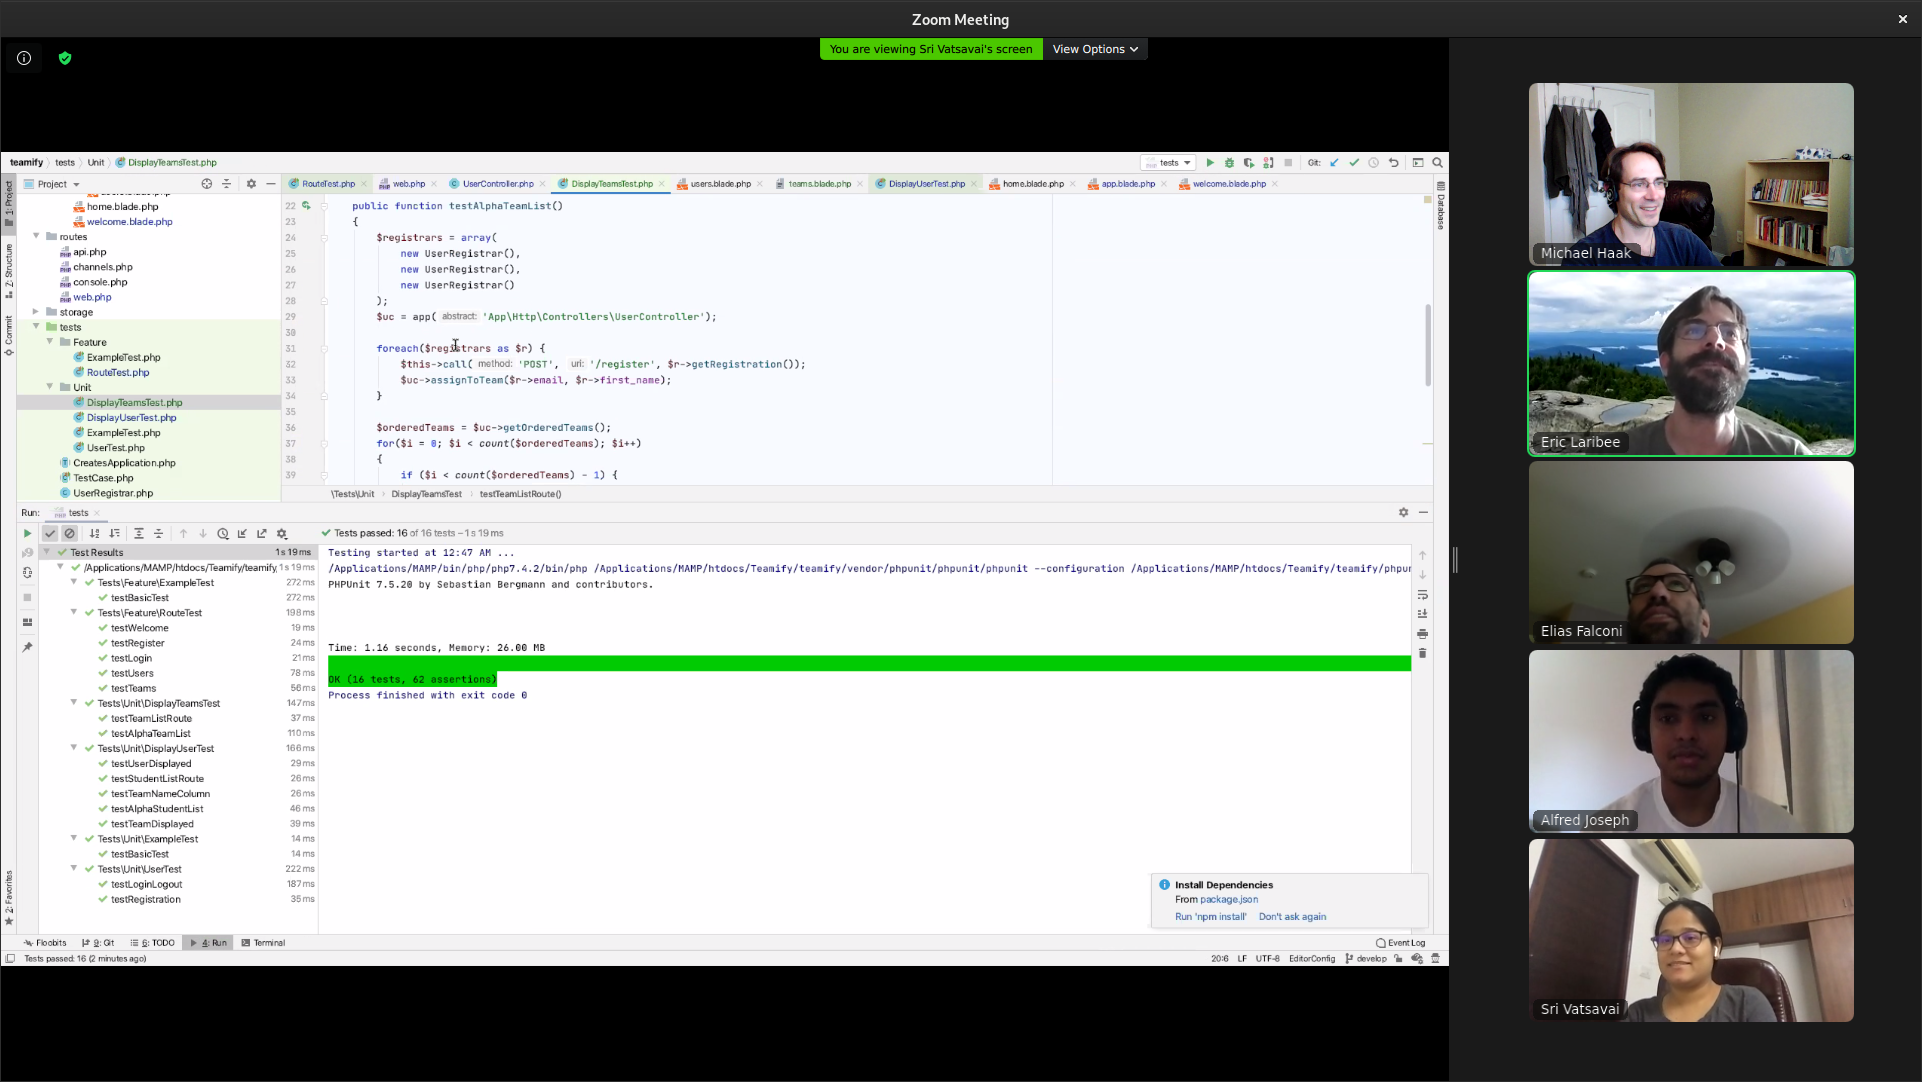 Zoom Meeting
You are viewing Sri Vatsavai's screen View Options
teamify tests Unit DisplayTeamsTest.php
tests Git:
Project
RouteTest.php web.php UserController.php DisplayTeamsTest.php users.blade.php teams.blade.php DisplayUserTest.php home.blade.php app.blade.php welcome.blade.php
1: Project
Z: Structure
Commit
2: Favorites
Database
home.blade.php
welcome.blade.php
routes
api.php
channels.php
console.php
web.php
storage
tests
Feature
ExampleTest.php
RouteTest.php
Unit
DisplayTeamsTest.php
DisplayUserTest.php
ExampleTest.php
UserTest.php
CreatesApplication.php
TestCase.php
UserRegistrar.php
22 public function testAlphaTeamList()
23 {
24 $registrars = array(
25 new UserRegistrar(),
26 new UserRegistrar(),
27 new UserRegistrar()
28 );
29 $uc = app( abstract: 'App\Http\Controllers\UserController');
30
31 foreach($registrars as $r) {
32 $this->call( method: 'POST', uri: '/register', $r->getRegistration());
33 $uc->assignToTeam($r->email, $r->first_name);
34 }
35
36 $orderedTeams = $uc->getOrderedTeams();
37 for($i = 0; $i < count($orderedTeams); $i++)
38 {
39 if ($i < count($orderedTeams) - 1) {
\Tests\Unit DisplayTeamsTest testTeamListRoute()
Run: tests
Tests passed: 16 of 16 tests – 1 s 19 ms
Test Results 1 s 19 ms
/Applications/MAMP/htdocs/Teamify/teamify, 1 s 19 ms
Tests\Feature\ExampleTest 272 ms
testBasicTest 272 ms
Tests\Feature\RouteTest 198 ms
testWelcome 19 ms
testRegister 24 ms
testLogin 21 ms
testUsers 78 ms
testTeams 56 ms
Tests\Unit\DisplayTeamsTest 147 ms
testTeamListRoute 37 ms
testAlphaTeamList 110 ms
Tests\Unit\DisplayUserTest 166 ms
testUserDisplayed 29 ms
testStudentListRoute 26 ms
testTeamNameColumn 26 ms
testAlphaStudentList 46 ms
testTeamDisplayed 39 ms
Tests\Unit\ExampleTest 14 ms
testBasicTest 14 ms
Tests\Unit\UserTest 222 ms
testLoginLogout 187 ms
testRegistration 35 ms
Testing started at 12:47 AM ...
/Applications/MAMP/bin/php/php7.4.2/bin/php /Applications/MAMP/htdocs/Teamify/teamify/vendor/phpunit/phpunit/phpunit --configuration /Applications/MAMP/htdocs/Teamify/teamify/phpun
PHPUnit 7.5.20 by Sebastian Bergmann and contributors.
Time: 1.16 seconds, Memory: 26.00 MB
OK (16 tests, 62 assertions)
Process finished with exit code 0
Install Dependencies
From package.json
Run 'npm install' Don't ask again
Floobits 9: Git 6: TODO 4: Run Terminal
Event Log
Tests passed: 16 (2 minutes ago)
20:6 LF UTF-8 EditorConfig develop
Michael Haak
Eric Laribee
Elias Falconi
Alfred Joseph
Sri Vatsavai